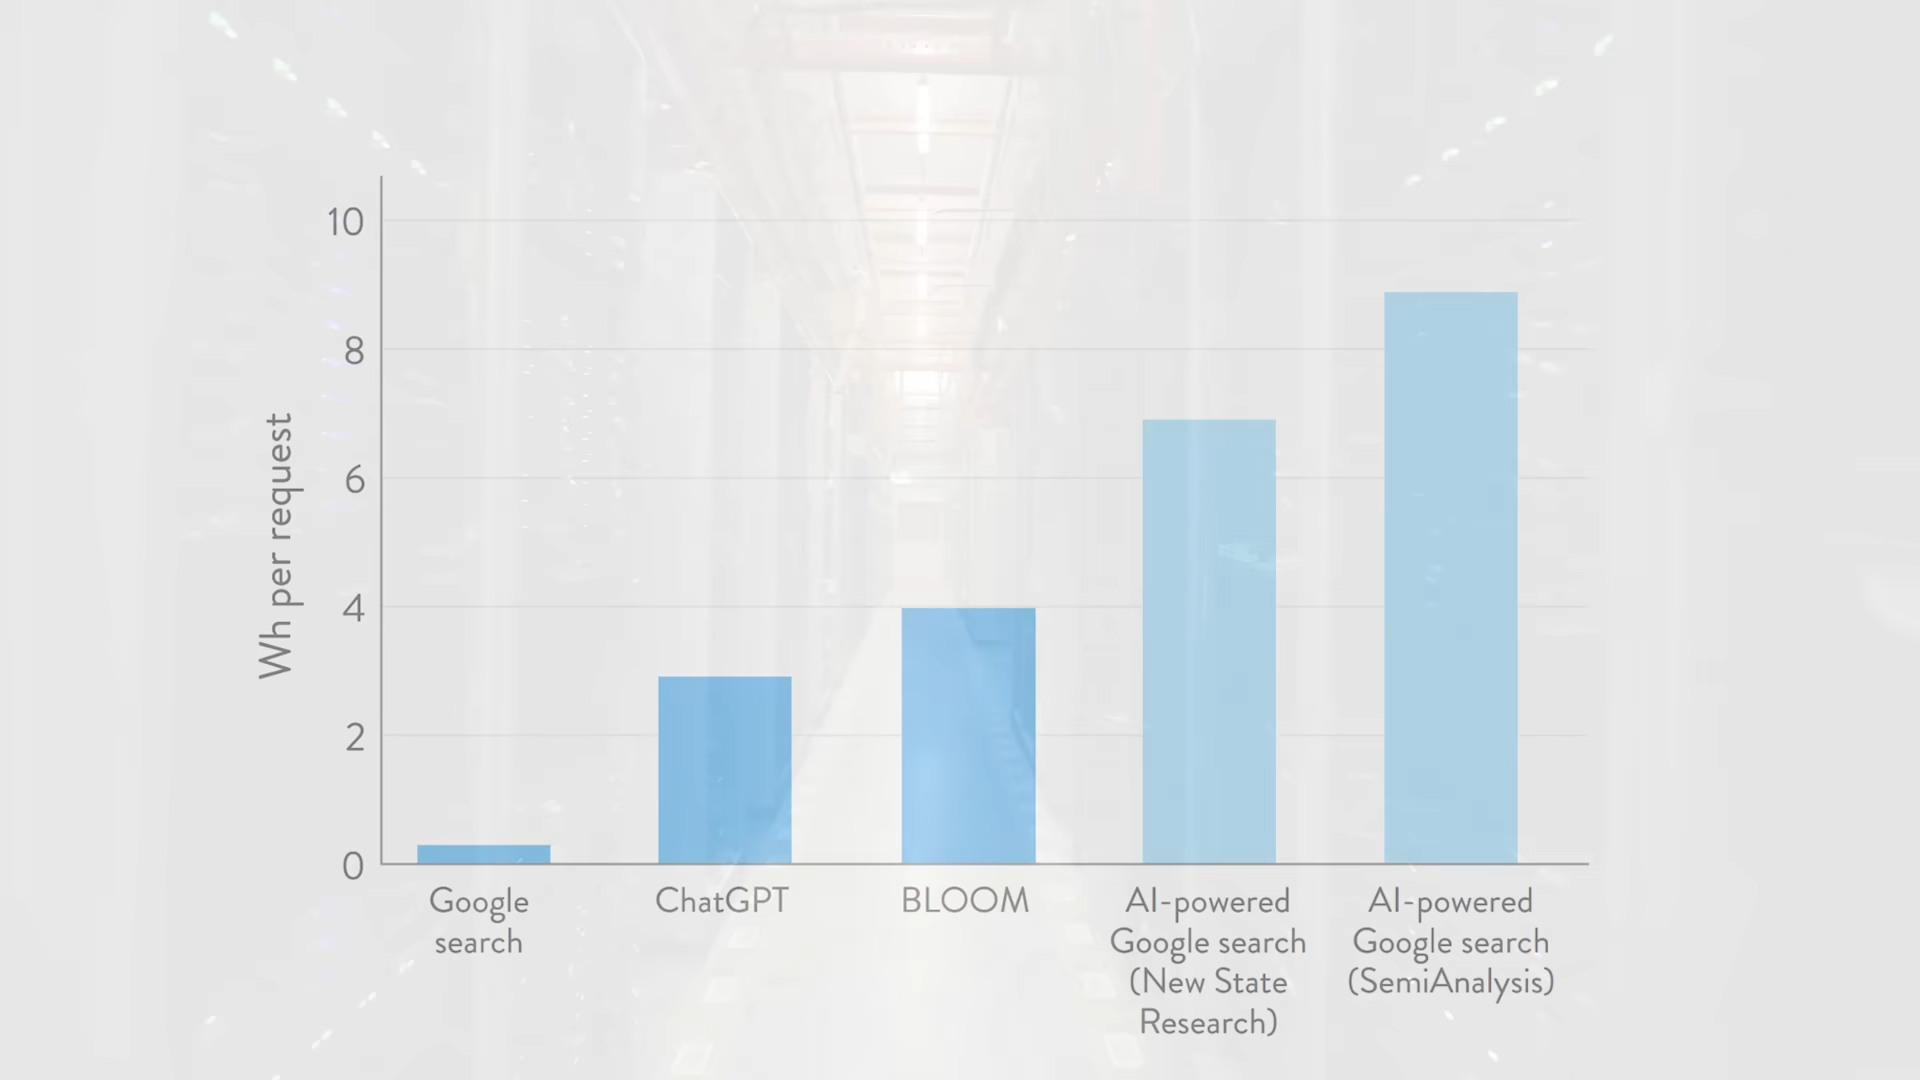 10
8
6
4
2
0
Wh per request
Google
search
ChatGPT
BLOOM
AI-powered
Google search
(New State
Research)
AI-powered
Google search
(SemiAnalysis)